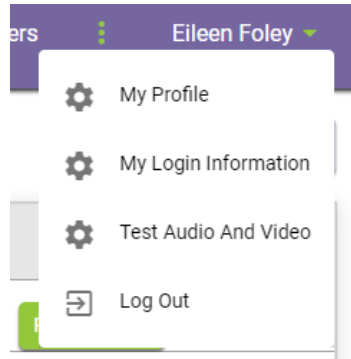 ers
Eileen Foley
My Profile
My Login Information
Test Audio And Video
Log Out